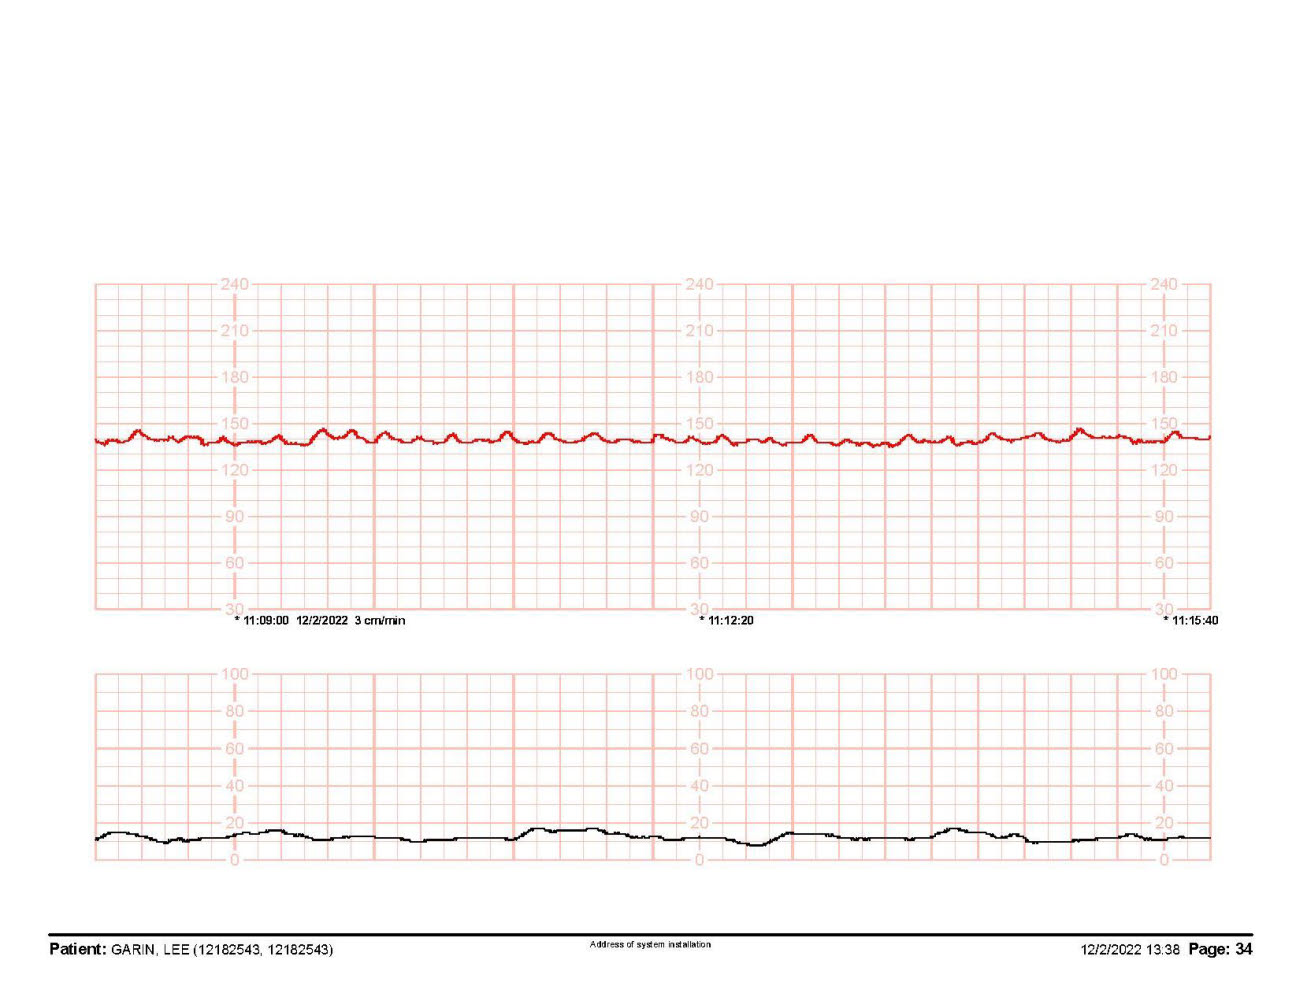 240 240 240
210 210 210
180 180 180
150 150 150
120 120 120
90 90 90
60 60 60
30 30 30
* 11:09:00 12/2/2022 3 cm/min * 11:12:20 * 11:15:40
100 100 100
80 80 80
60 60 60
40 40 40
20 20 20
0 0 0
Patient: GARIN, LEE (12182543, 12182543) Address of system installation 12/2/2022 13:38 Page: 34